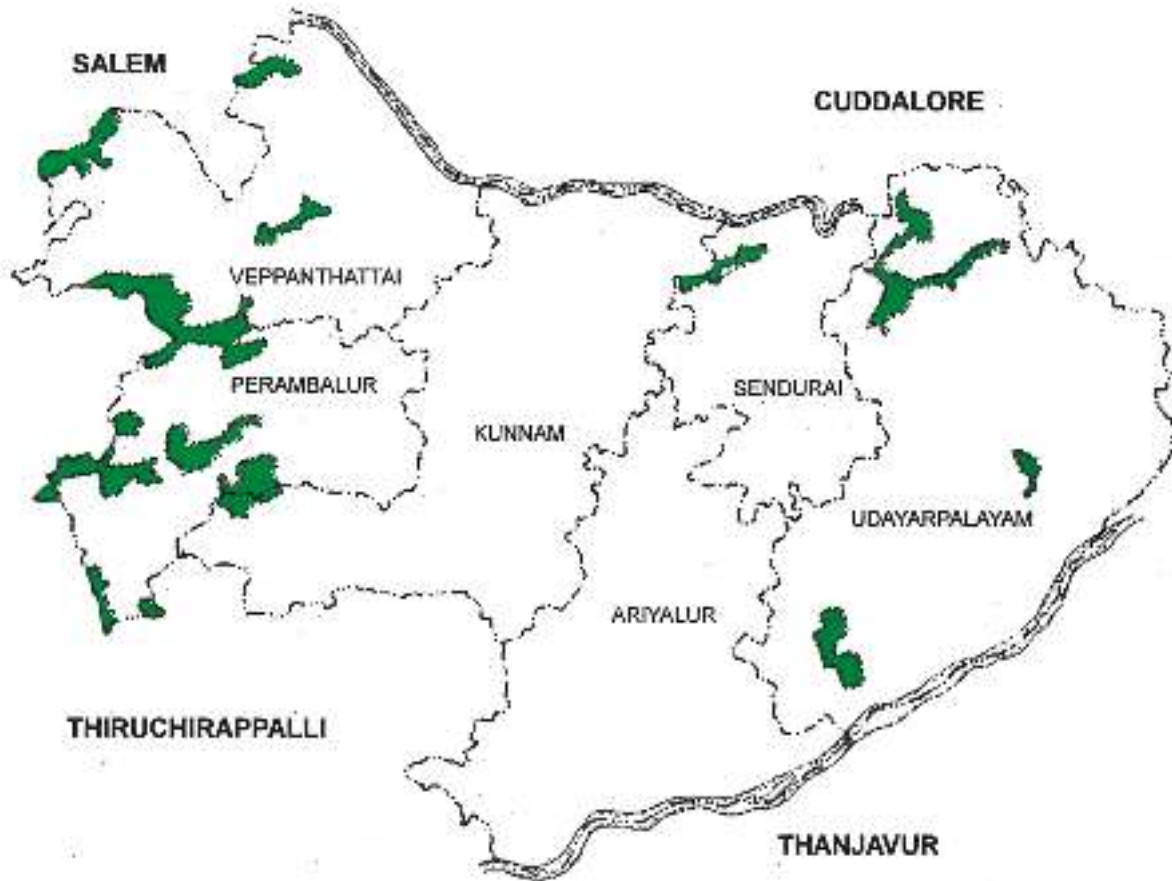 SALEM
CUDDALORE
VEPPANTHATTAI
PERAMBALUR
SENDURAI
KUNNAM
UDAYARPALAYAM
ARIYALUR
THIRUCHIRAPPALLI
THANJAVUR